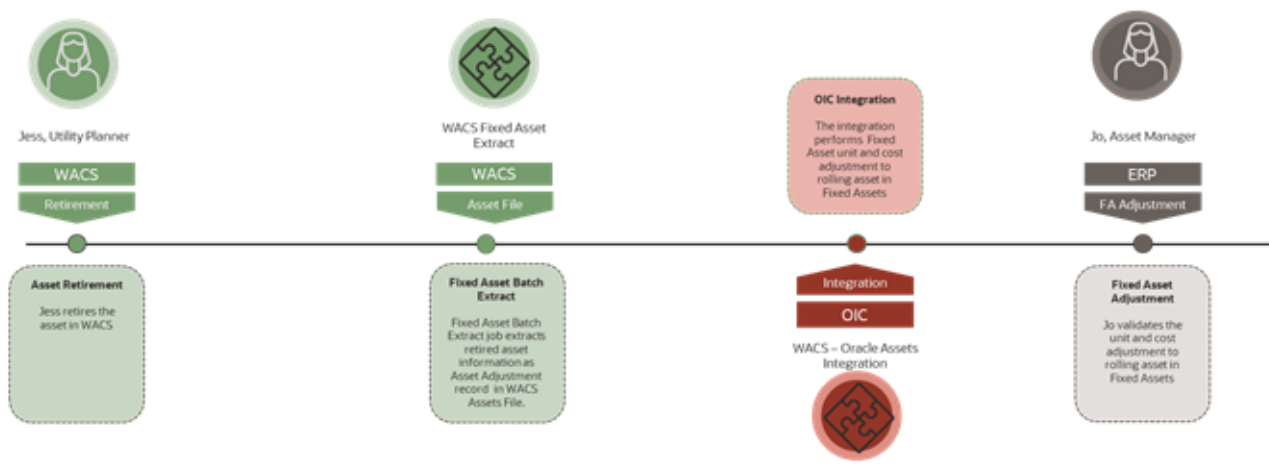 Jess, Utility Planner
WACS
Retirement
Asset Retirement
Jess retires the
asset in WACS
WACS Fixed Asset
Extract
WACS
Asset File
Fixed Asset Batch
Extract
Fixed Asset Batch
Extract job extracts
retired asset
information as
Asset Adjustment
record in WACS
Assets File.
OIC Integration
The integration
performs Fixed
Asset unit and cost
adjustment to
rolling asset in
Fixed Assets
Integration
OIC
WACS – Oracle Assets
Integration
Jo, Asset Manager
ERP
FA Adjustment
Fixed Asset
Adjustment
Jo validates the
unit and cost
adjustment to
rolling asset in
Fixed Assets